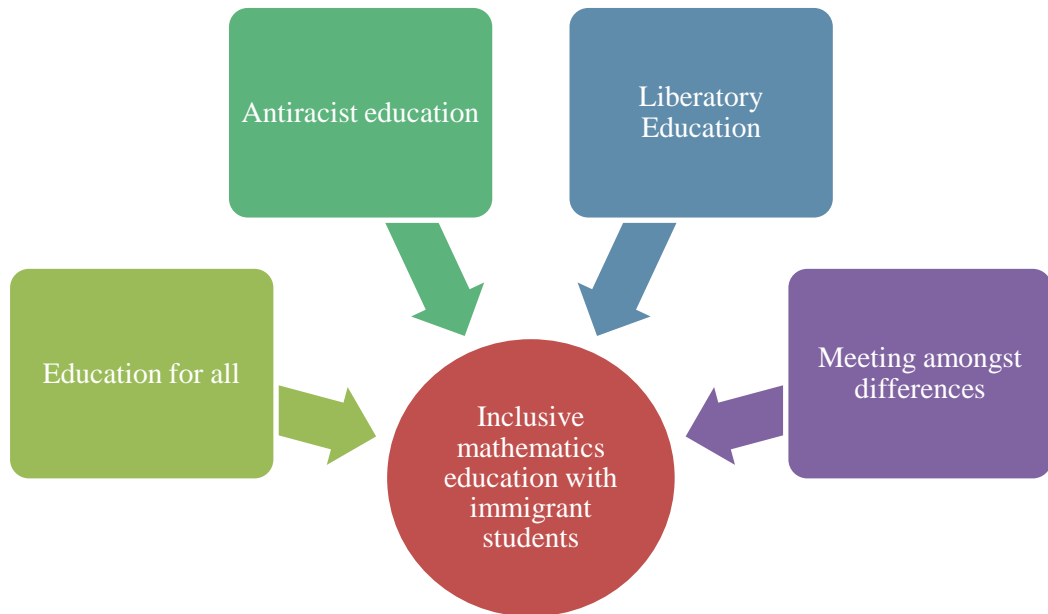 Antiracist education
Liberatory
Education
Education for all
Meeting amongst
differences
Inclusive
mathematics
education with
immigrant
students